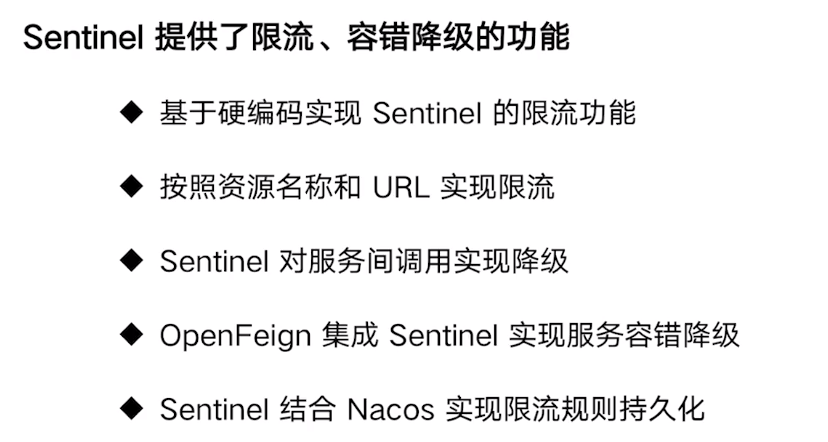 Sentinel 提供了限流、容错降级的功能
◆ 基于硬编码实现 Sentinel 的限流功能
◆ 按照资源名称和 URL 实现限流
◆ Sentinel 对服务间调用实现降级
◆ OpenFeign 集成 Sentinel 实现服务容错降级
◆ Sentinel 结合 Nacos 实现限流规则持久化